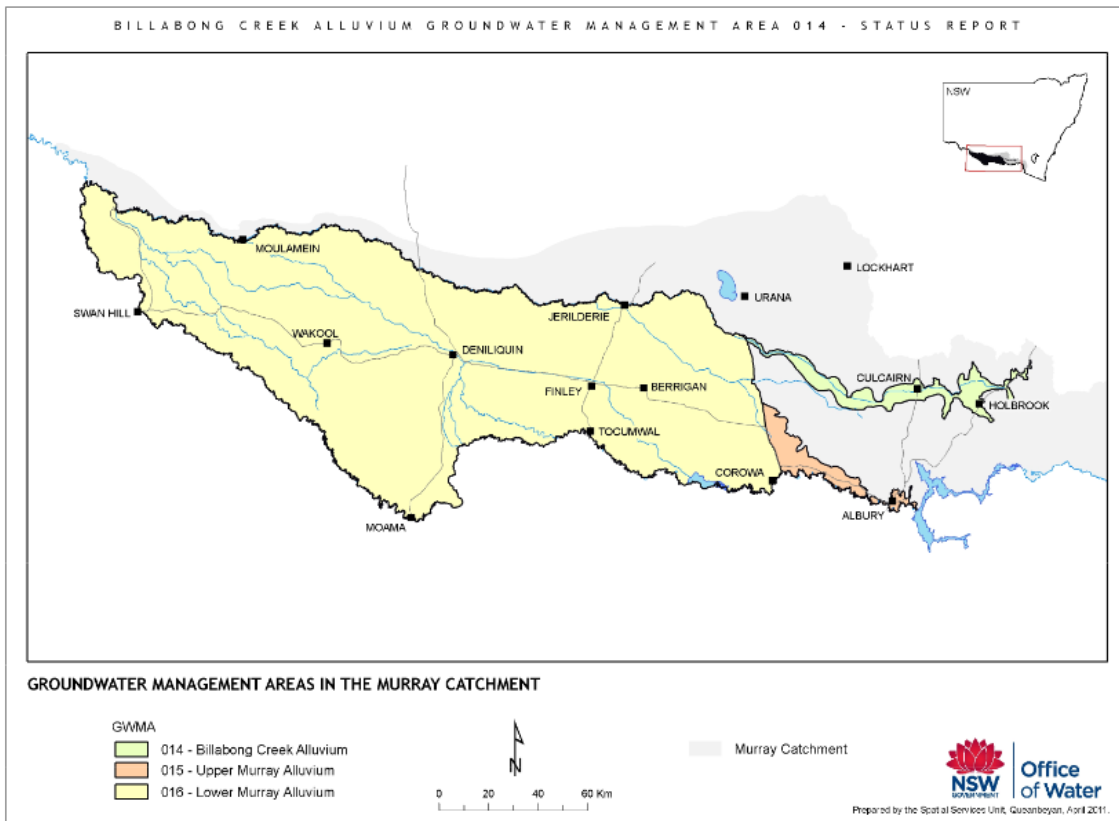 BILLABONG CREEK ALLUVIUM GROUNDWATER MANAGEMENT AREA 014 - STATUS REPORT
NSW
MOULAMEIN
LOCKHART
URANA
SWAN HILL
JERILDERIE
WAKOOL
DENILIQUIN
CULCAIRN
FINLEY
BERRIGAN
HOLBROOK
TOCUMWAL
COROWA
ALBURY
MOAMA
GROUNDWATER MANAGEMENT AREAS IN THE MURRAY CATCHMENT
GWMA
014 - Billabong Creek Alluvium
015 - Upper Murray Alluvium
016 - Lower Murray Alluvium
N
0 20 40 60 Km
Murray Catchment
NSW
GOVERNMENT
Office
of Water
Prepared by the Spatial Services Unit, Queanbeyan, April 2011.